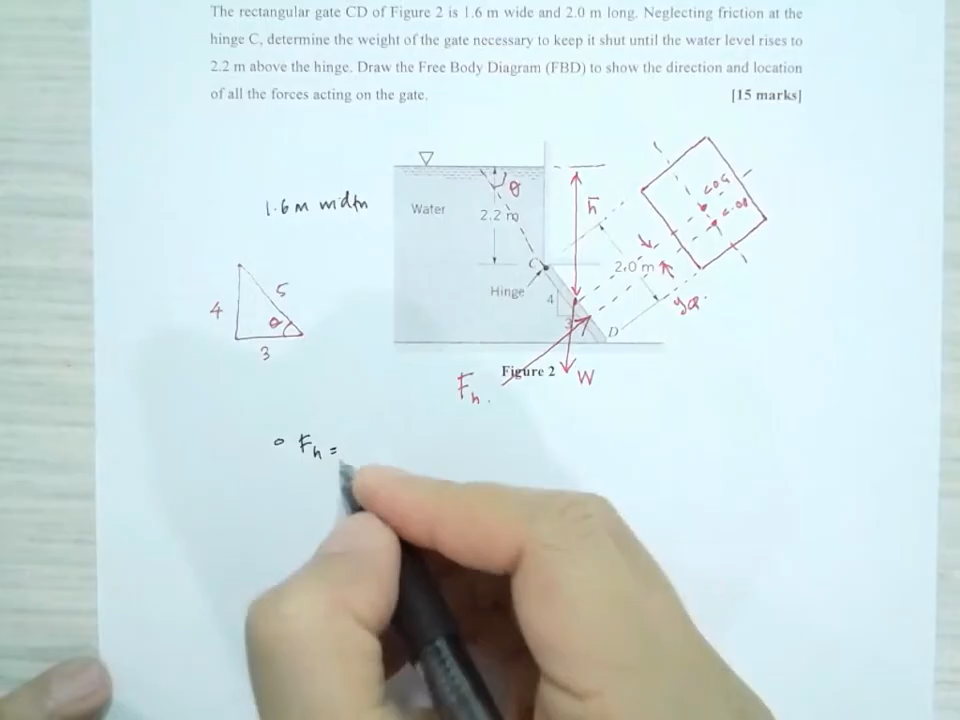 The rectangular gate CD of Figure 2 is 1.6 m wide and 2.0 m long. Neglecting friction at the
hinge C, determine the weight of the gate necessary to keep it shut until the water level rises to
2.2 m above the hinge. Draw the Free Body Diagram (FBD) to show the direction and location
of all the forces acting on the gate. [15 marks]
1.6 m width
Water
2.2 m
θ
h̄
COG
C
2.0 m
Hinge
4
3
D
yR.
4
5
θ
3
Figure 2
W
Fh.
Fh =